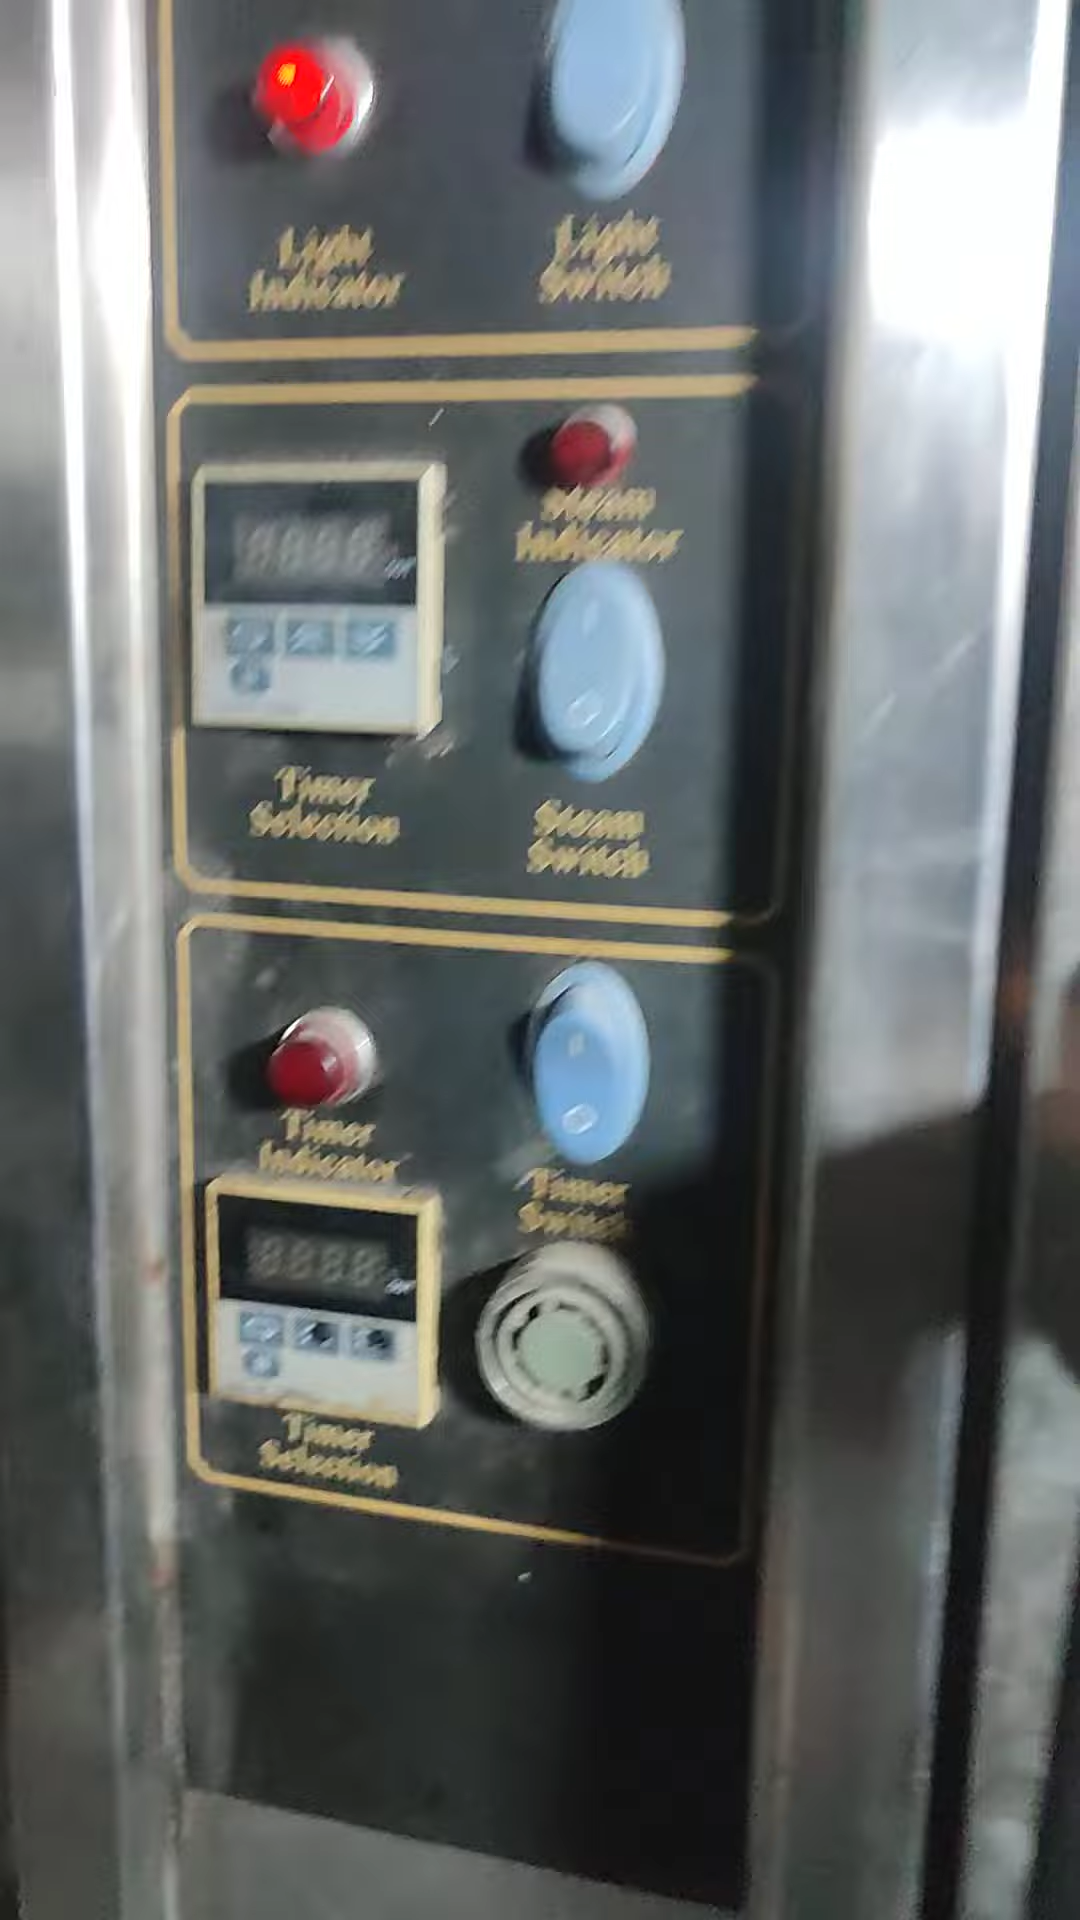 Light
Indicator
Light
Switch
Steam
Indicator
Timer
Selection
Steam
Switch
Timer
Indicator
Timer
Switch
Timer
Selection